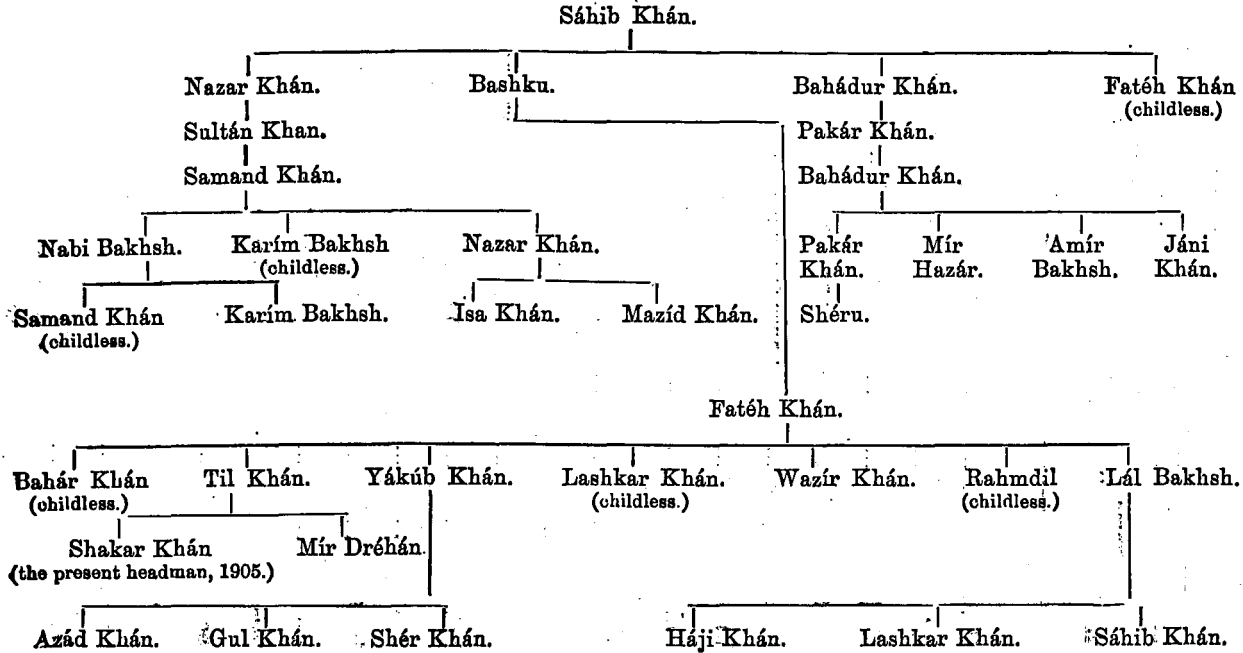 Sáhib Khán.
Nazar Khán. Bashku. Bahádur Khán. Fatéh Khán
(childless.)
Sultán Khan. Pakár Khán.
Samand Khán. Bahádur Khán.
Nabi Bakhsh. Karím Bakhsh Nazar Khán. Pakár Mír 'Amír Jáni
(childless.) Khán. Hazár. Bakhsh. Khán.
Samand Khán Karím Bakhsh. Isa Khán. Mazíd Khán. Shéru.
(childless.)
Fatéh Khán.
Bahár Khán Til Khán. Yákúb Khán. Lashkar Khán. Wazír Khán. Rahmdil Lál Bakhsh.
(childless.) (childless.) (childless.)
Shakar Khán Mír Dréhán.
(the present headman, 1905.)
Azád Khán. Gul Khán. Shér Khán. Háji Khán. Lashkar Khán. Sáhib Khán.